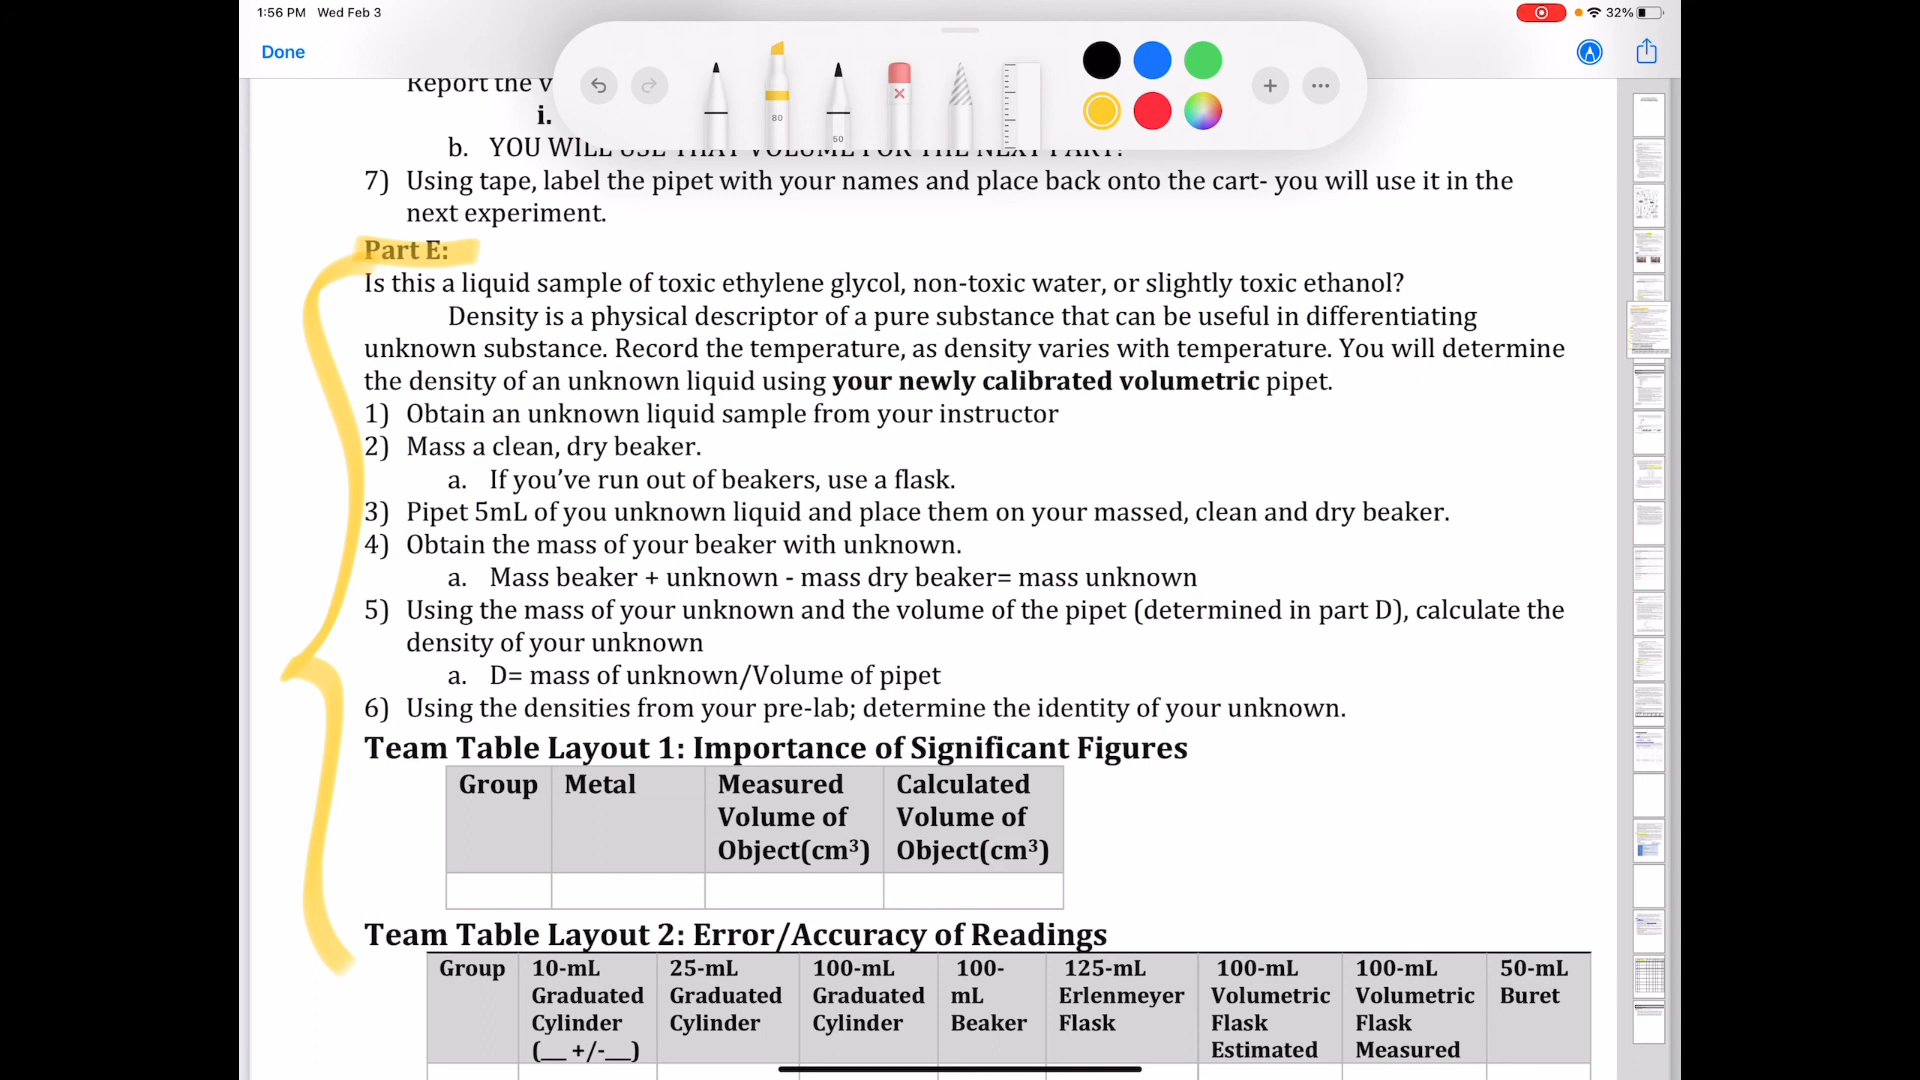 1:56 PM Wed Feb 3
32%
Done
80
50
Report the v
i.
b. YOU WILL USE THAT VOLUME FOR THE NEXT PART!
7) Using tape, label the pipet with your names and place back onto the cart- you will use it in the
next experiment.
Part E:
Is this a liquid sample of toxic ethylene glycol, non-toxic water, or slightly toxic ethanol?
Density is a physical descriptor of a pure substance that can be useful in differentiating
unknown substance. Record the temperature, as density varies with temperature. You will determine
the density of an unknown liquid using your newly calibrated volumetric pipet.
1) Obtain an unknown liquid sample from your instructor
2) Mass a clean, dry beaker.
a. If you’ve run out of beakers, use a flask.
3) Pipet 5mL of you unknown liquid and place them on your massed, clean and dry beaker.
4) Obtain the mass of your beaker with unknown.
a. Mass beaker + unknown - mass dry beaker= mass unknown
5) Using the mass of your unknown and the volume of the pipet (determined in part D), calculate the
density of your unknown
a. D= mass of unknown/Volume of pipet
6) Using the densities from your pre-lab; determine the identity of your unknown.
Team Table Layout 1: Importance of Significant Figures
Group Metal Measured Calculated
Volume of Volume of
Object(cm³) Object(cm³)
Team Table Layout 2: Error/Accuracy of Readings
Group 10-mL 25-mL 100-mL 100- 125-mL 100-mL 100-mL 50-mL
Graduated Graduated Graduated mL Erlenmeyer Volumetric Volumetric Buret
Cylinder Cylinder Cylinder Beaker Flask Flask Flask
(__ +/-__) Estimated Measured